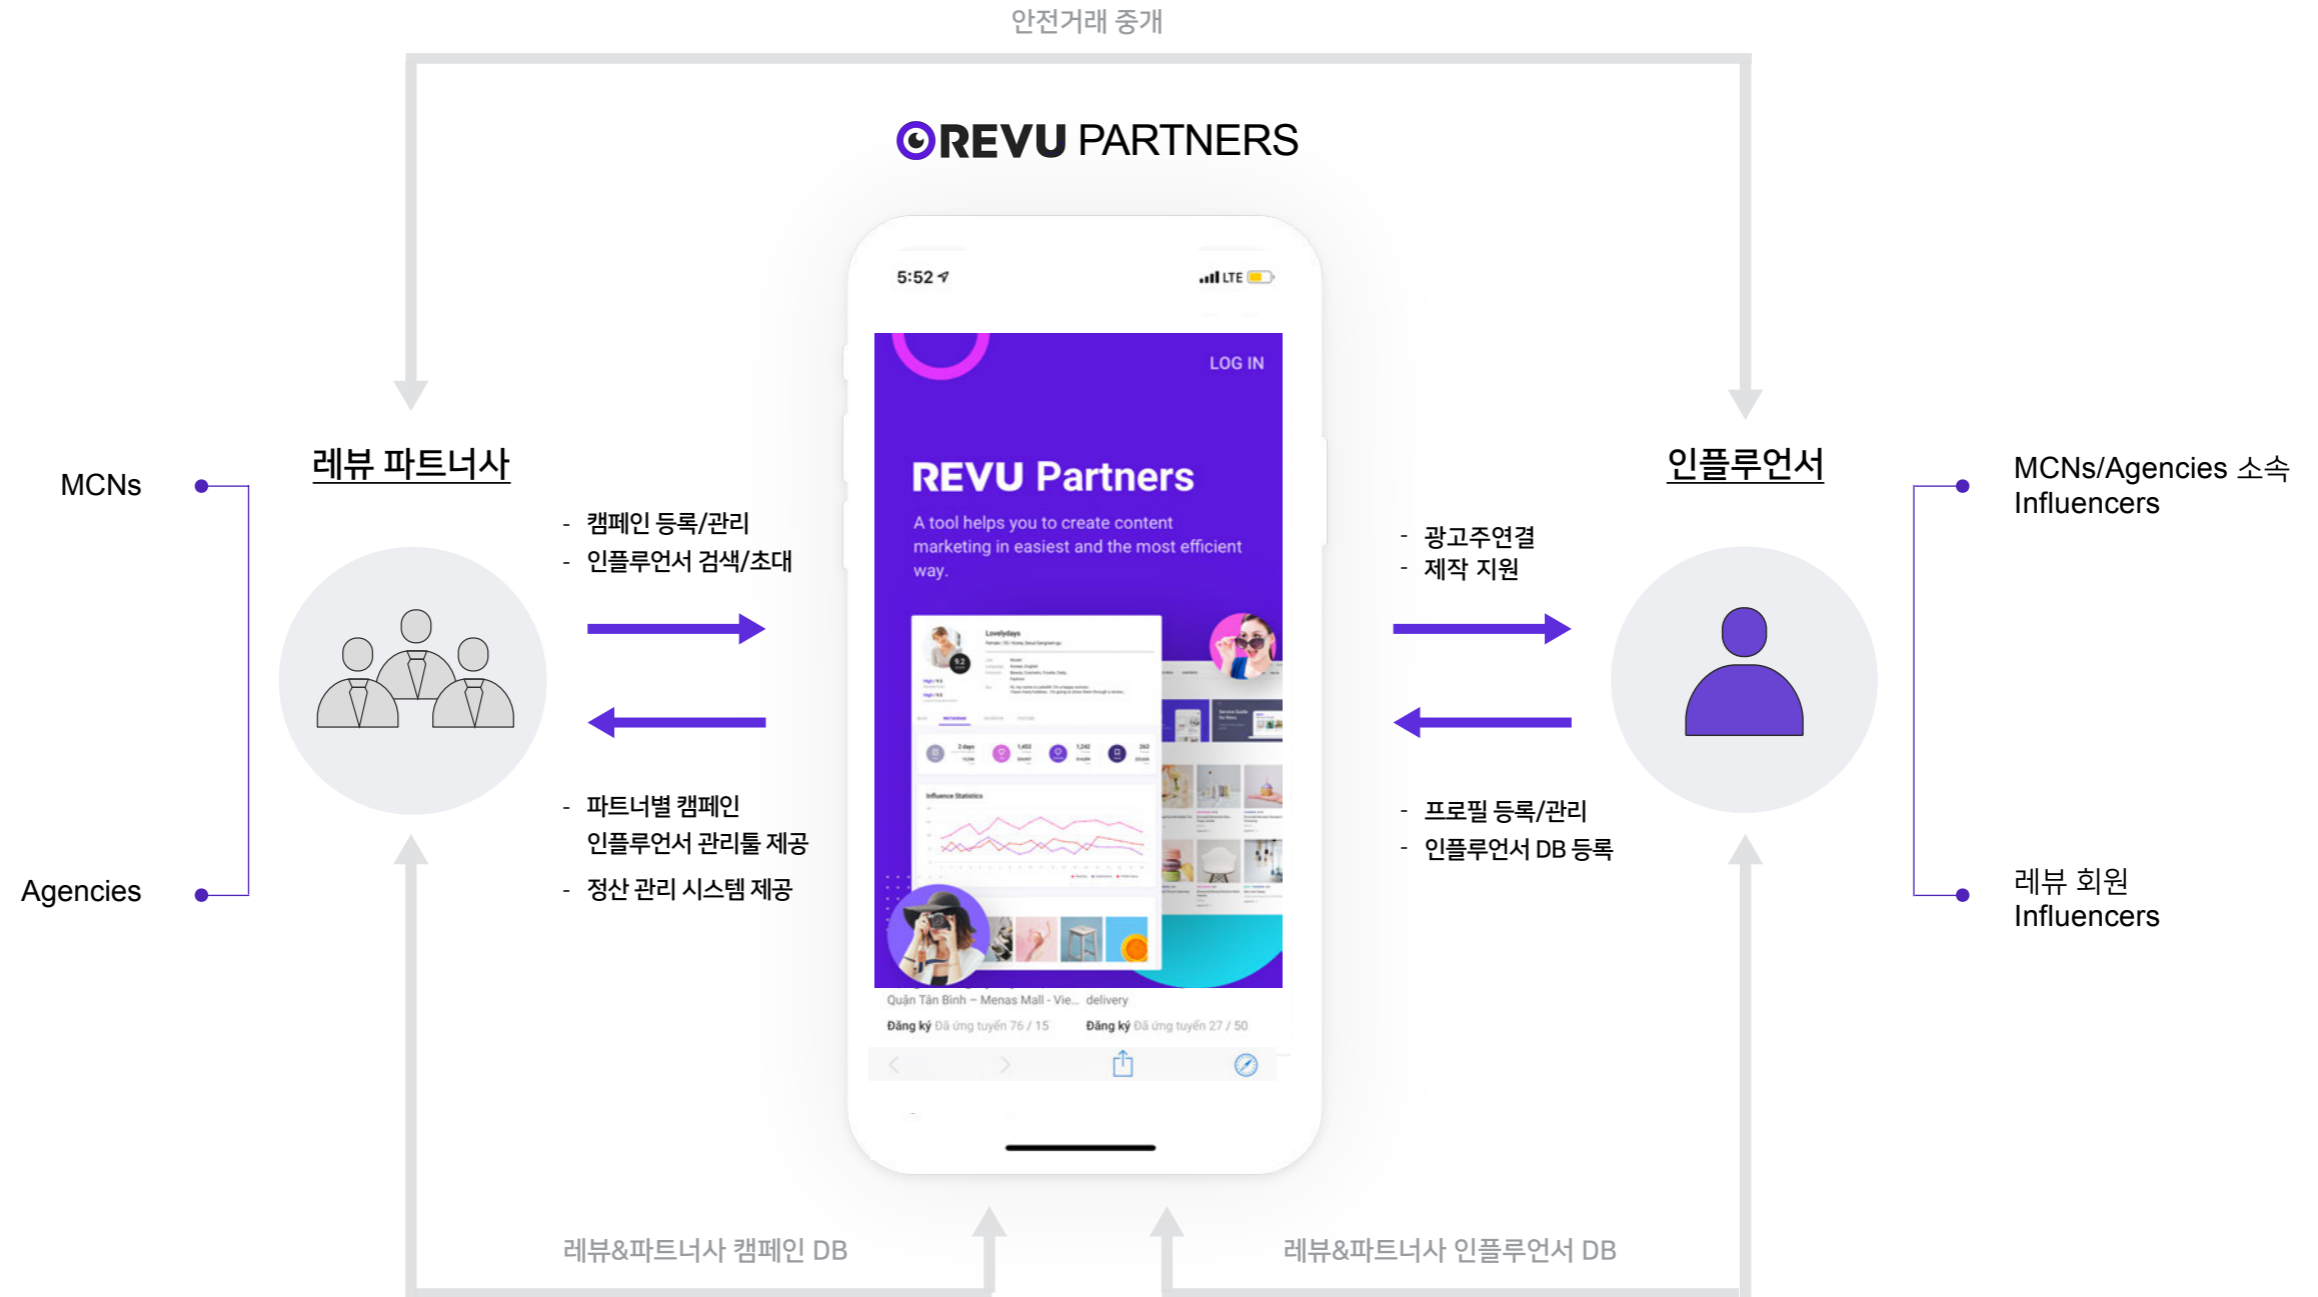 안전거래 중개
REVU PARTNERS
5:52
LTE
LOG IN
REVU Partners
A tool helps you to create content
marketing in easiest and the most efficient
way.
Lovelydays
Influence Statistics
Quận Tân Bình – Menas Mall - Vie...
delivery
Đăng ký Đã ứng tuyển 76 / 15
Đăng ký Đã ứng tuyển 27 / 50
레뷰 파트너사
MCNs
Agencies
- 캠페인 등록/관리
- 인플루언서 검색/초대
- 파트너별 캠페인
인플루언서 관리툴 제공
- 정산 관리 시스템 제공
- 광고주연결
- 제작 지원
- 프로필 등록/관리
- 인플루언서 DB 등록
인플루언서
MCNs/Agencies 소속
Influencers
레뷰 회원
Influencers
레뷰&파트너사 캠페인 DB
레뷰&파트너사 인플루언서 DB